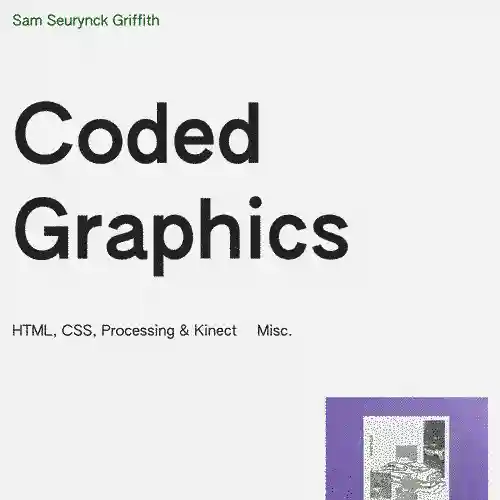 Sam Seurynck Griffith
Coded
Graphics
HTML, CSS, Processing & Kinect Misc.